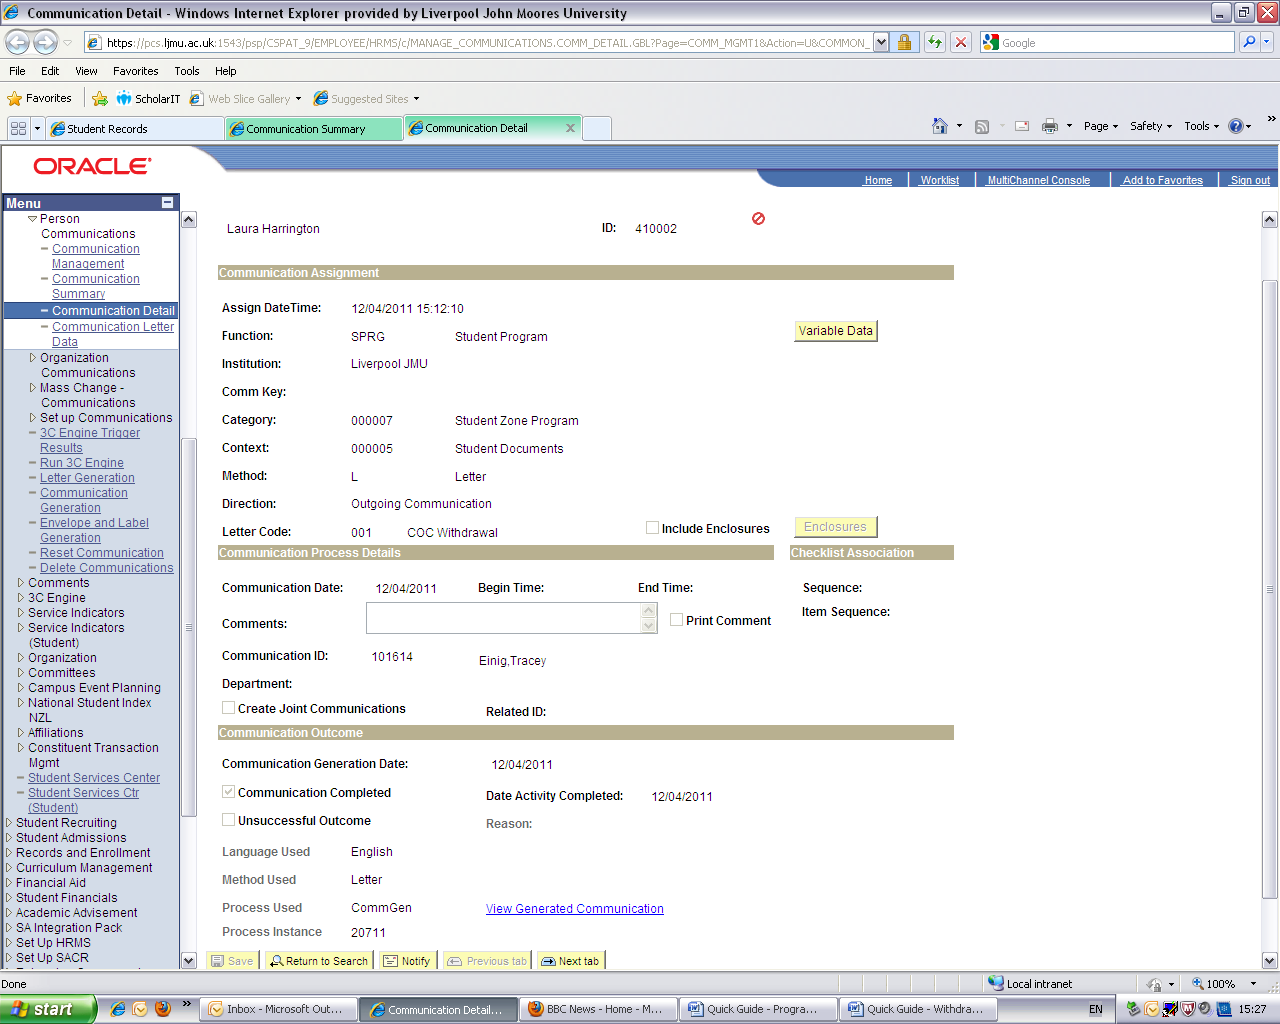 Communication Detail - Windows Internet Explorer provided by Liverpool John Moores University
https://pcs.ljmu.ac.uk:1543/psp/CSPAT_9/EMPLOYEE/HRMS/c/MANAGE_COMMUNICATIONS.COMM_DETAIL.GBL?Page=COMM_MGMT1&Action=U&COMMON_
Google
File Edit View Favorites Tools Help
Favorites ScholarIT Web Slice Gallery Suggested Sites
Student Records Communication Summary Communication Detail Page Safety Tools
ORACLE
Home Worklist MultiChannel Console Add to Favorites Sign out
Menu
Person
Communications
Communication
Management
Communication
Summary
Communication Detail
Communication Letter
Data
Organization
Communications
Mass Change -
Communications
Set up Communications
3C Engine Trigger
Results
Run 3C Engine
Letter Generation
Communication
Generation
Envelope and Label
Generation
Reset Communication
Delete Communications
Comments
3C Engine
Service Indicators
Service Indicators
(Student)
Organization
Committees
Campus Event Planning
National Student Index
NZL
Affiliations
Constituent Transaction
Mgmt
Student Services Center
Student Services Ctr
(Student)
Student Recruiting
Student Admissions
Records and Enrollment
Curriculum Management
Financial Aid
Student Financials
Academic Advisement
SA Integration Pack
Set Up HRMS
Set Up SACR
Laura Harrington ID: 410002
Communication Assignment
Assign DateTime: 12/04/2011 15:12:10
Function: SPRG Student Program Variable Data
Institution: Liverpool JMU
Comm Key:
Category: 000007 Student Zone Program
Context: 000005 Student Documents
Method: L Letter
Direction: Outgoing Communication
Letter Code: 001 COC Withdrawal Include Enclosures Enclosures
Communication Process Details Checklist Association
Communication Date: 12/04/2011 Begin Time: End Time: Sequence:
Comments: Print Comment Item Sequence:
Communication ID: 101614 Einig,Tracey
Department:
Create Joint Communications Related ID:
Communication Outcome
Communication Generation Date: 12/04/2011
Communication Completed Date Activity Completed: 12/04/2011
Unsuccessful Outcome Reason:
Language Used English
Method Used Letter
Process Used CommGen View Generated Communication
Process Instance 20711
Save Return to Search Notify Previous tab Next tab
Done Local intranet 100%
start Inbox - Microsoft Out... Communication Detail... BBC News - Home - M... Quick Guide - Progra... Quick Guide - Withdra... EN 15:27